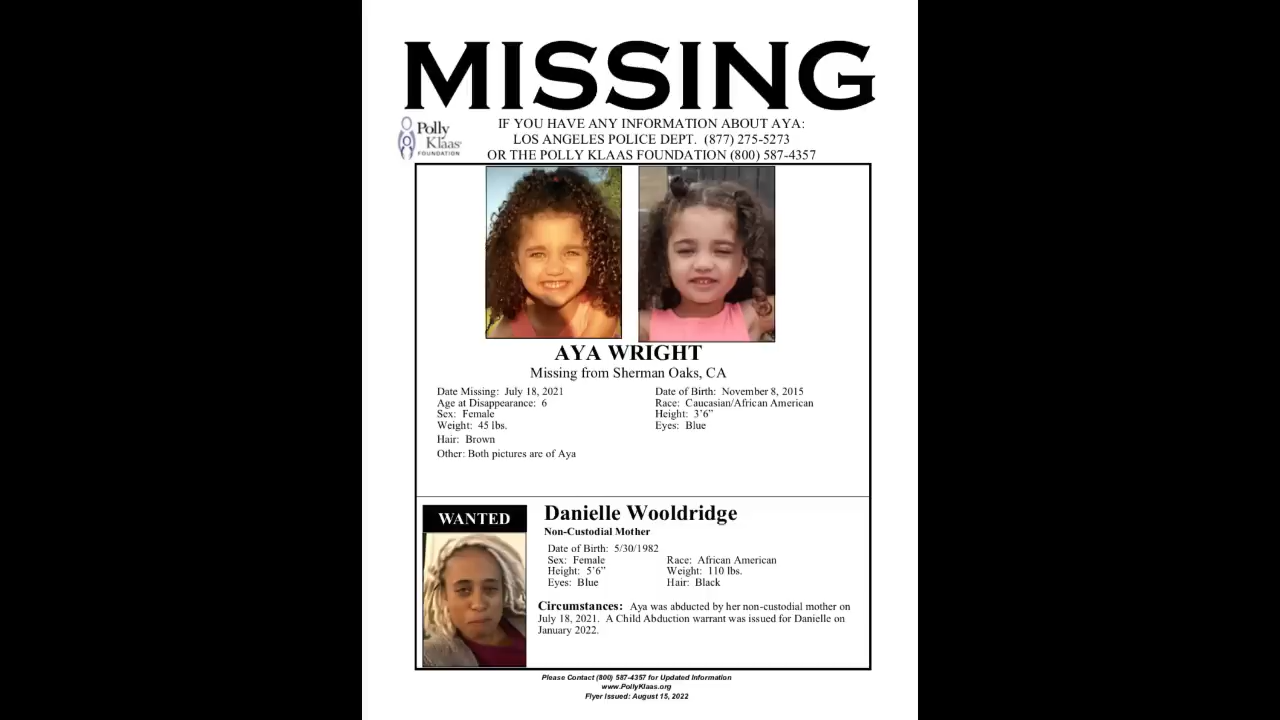 MISSING
Polly
Klaas
FOUNDATION
IF YOU HAVE ANY INFORMATION ABOUT AYA:
LOS ANGELES POLICE DEPT. (877) 275-5273
OR THE POLLY KLAAS FOUNDATION (800) 587-4357
AYA WRIGHT
Missing from Sherman Oaks, CA
Date Missing: July 18, 2021
Age at Disappearance: 6
Sex: Female
Weight: 45 lbs.
Hair: Brown
Other: Both pictures are of Aya
Date of Birth: November 8, 2015
Race: Caucasian/African American
Height: 3’6”
Eyes: Blue
WANTED
Danielle Wooldridge
Non-Custodial Mother
Date of Birth: 5/30/1982
Sex: Female
Height: 5’6”
Eyes: Blue
Race: African American
Weight: 110 lbs.
Hair: Black
Circumstances: Aya was abducted by her non-custodial mother on
July 18, 2021. A Child Abduction warrant was issued for Danielle on
January 2022.
Please Contact (800) 587-4357 for Updated Information
www.PollyKlaas.org
Flyer Issued: August 15, 2022